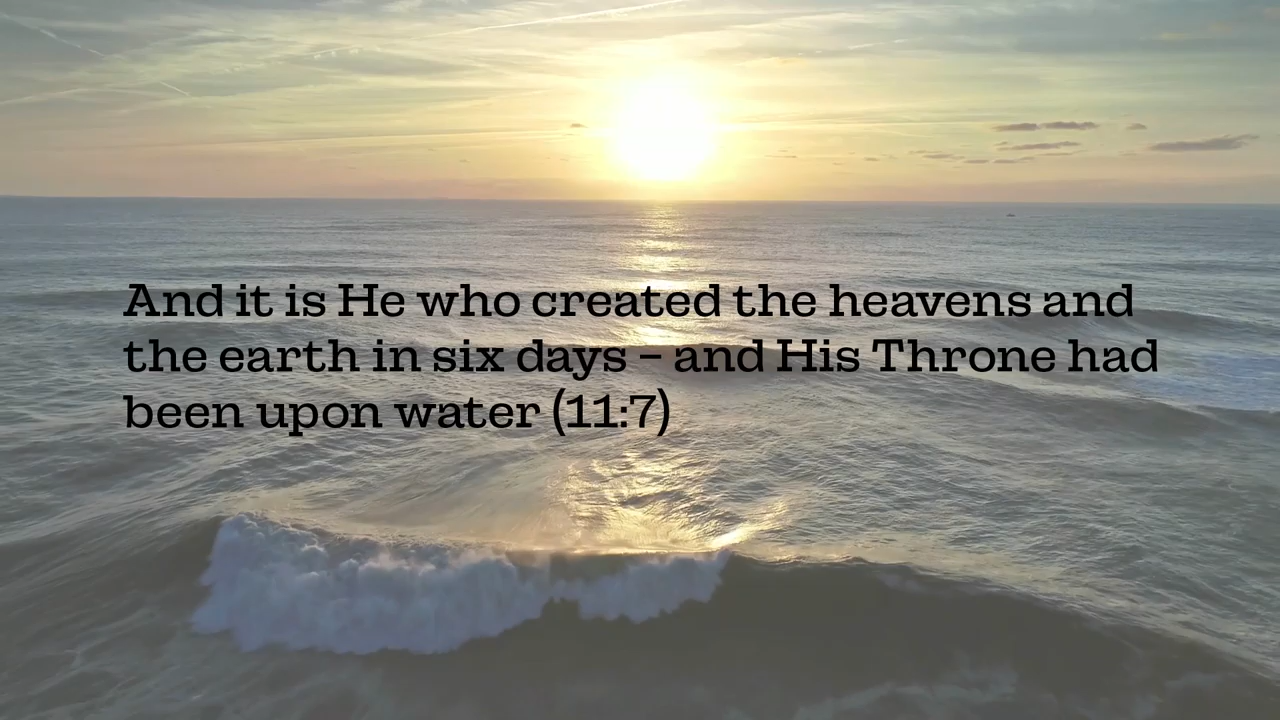 And it is He who created the heavens and
the earth in six days – and His Throne had
been upon water (11:7)